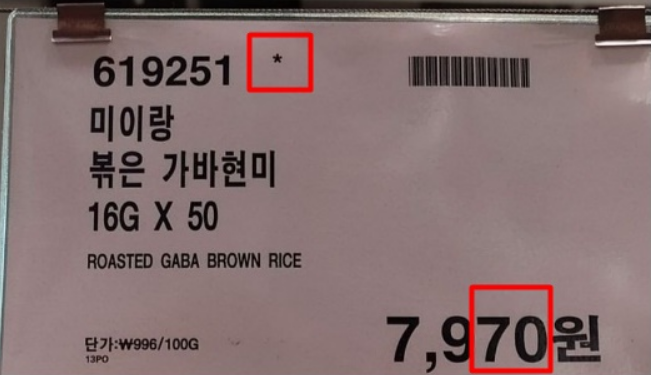 619251 *
미이랑
볶은 가바현미
16G X 50
ROASTED GABA BROWN RICE
7,970원
단가:₩996/100G
13PO